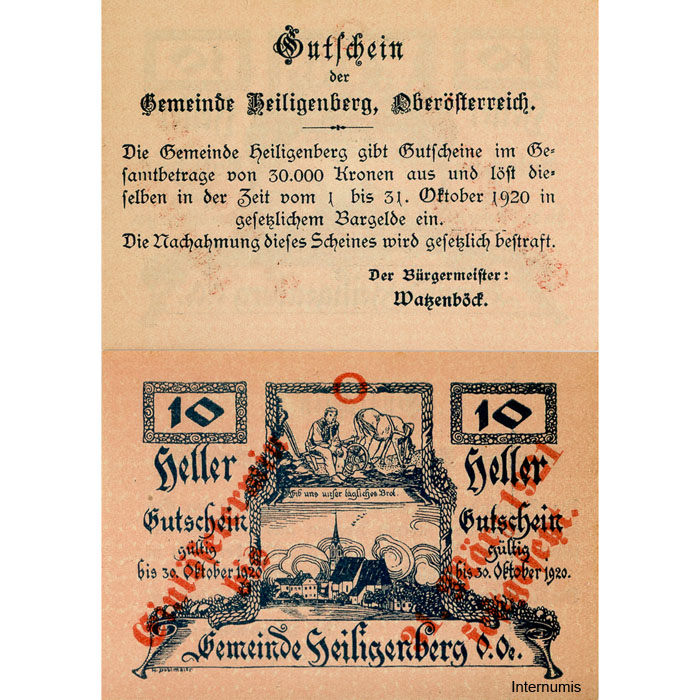 Gutschein
der
Gemeinde Heiligenberg, Oberösterreich.
Die Gemeinde Heiligenberg gibt Gutscheine im Ge-
samtbetrage von 30.000 Kronen aus und löst die-
selben in der Zeit vom 1 bis 31. Oktober 1920 in
gesetzlichem Bargelde ein.
Die Nachahmung dieses Scheines wird gesetzlich bestraft.
Der Bürgermeister:
Watzenböck.
10
10
Heller
Heller
Gib uns unser tägliches Brot.
Gutschein
Gutschein
gültig
gültig
bis 30. Oktober 1920
bis 30. Oktober 1920.
Gemeinde Heiligenberg O.Oe.
Internumis